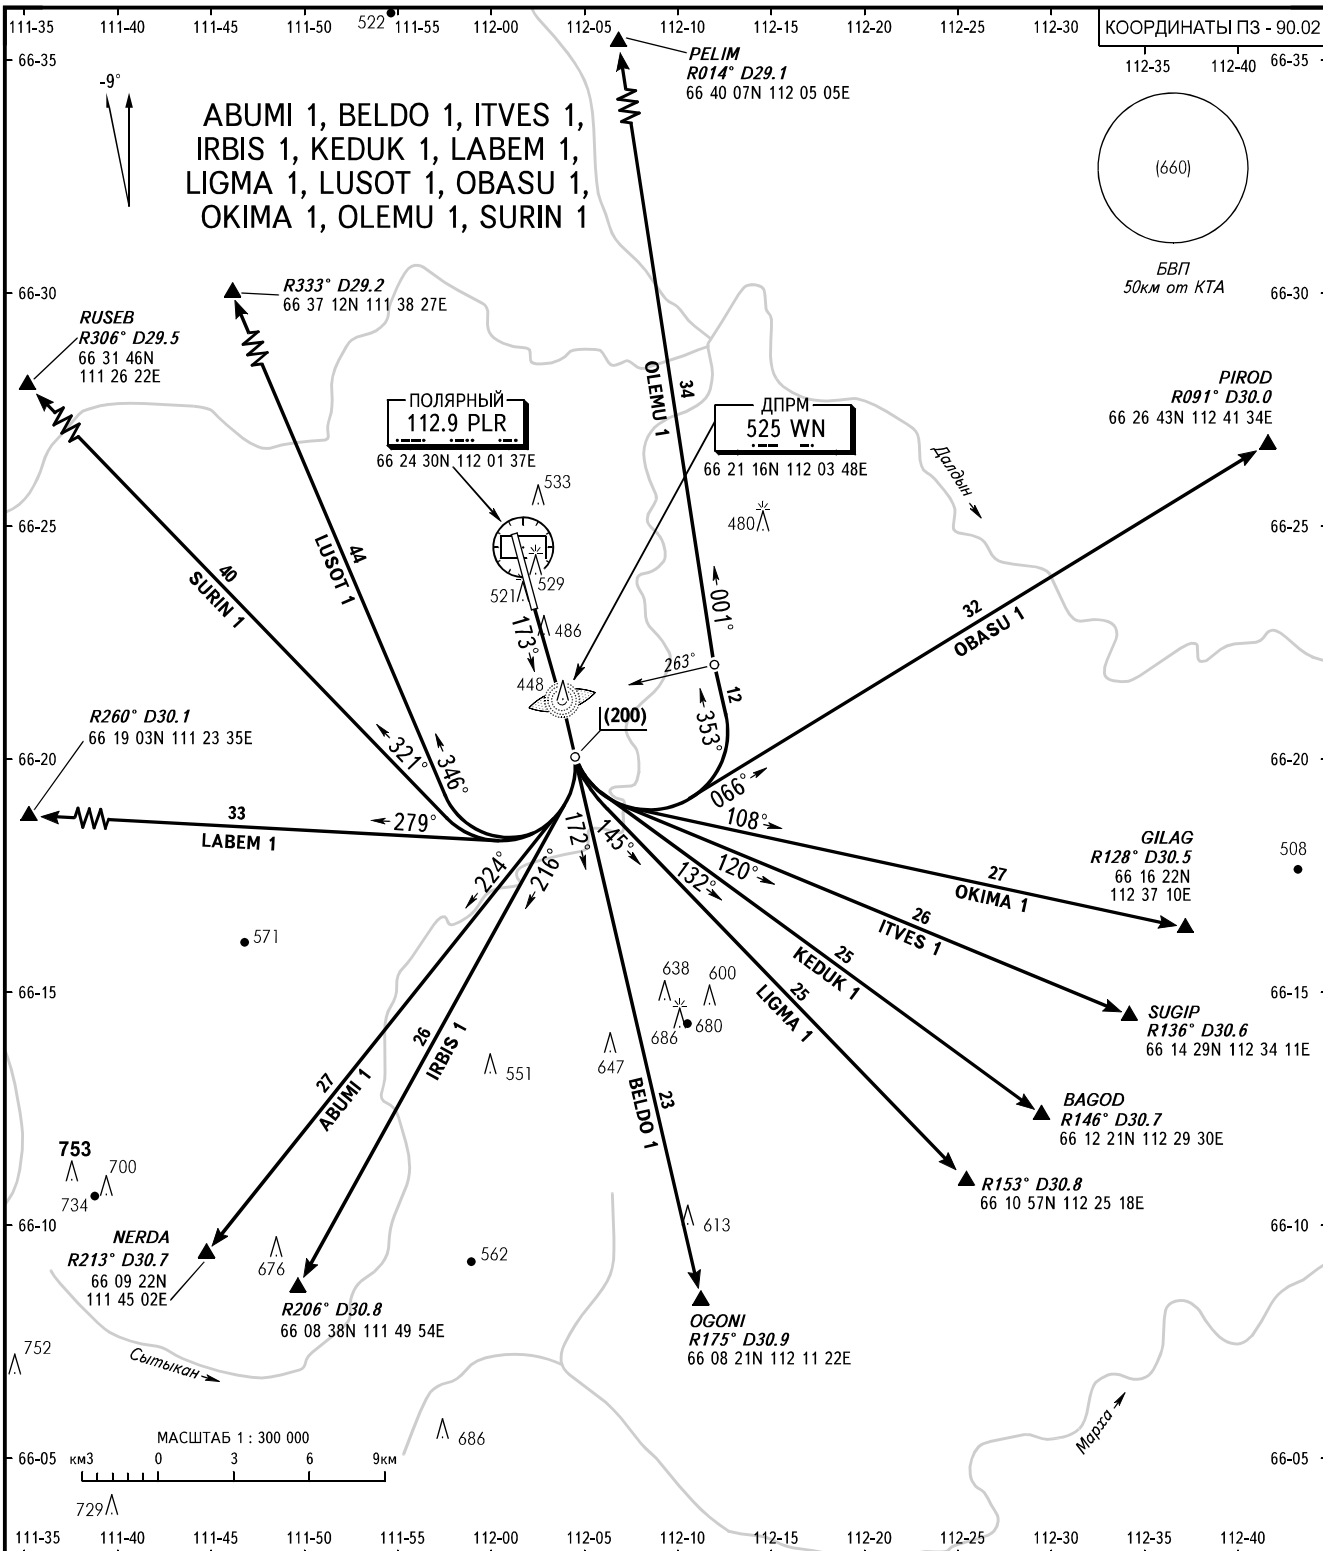 111-35 111-40 111-45 111-50 111-55 112-00 112-05 112-10 112-15 112-20 112-25 112-30
КООРДИНАТЫ ПЗ - 90.02
112-35 112-40
66-35
66-35
522
-9°
PELIM
R014° D29.1
66 40 07N 112 05 05E
ABUMI 1, BELDO 1, ITVES 1,
IRBIS 1, KEDUK 1, LABEM 1,
LIGMA 1, LUSOT 1, OBASU 1,
OKIMA 1, OLEMU 1, SURIN 1
(660)
БВП
50км от КТА
66-30
66-30
R333° D29.2
66 37 12N 111 38 27E
RUSEB
R306° D29.5
66 31 46N
111 26 22E
OLEMU 1
34
PIROD
R091° D30.0
66 26 43N 112 41 34E
ПОЛЯРНЫЙ
112.9 PLR
66 24 30N 112 01 37E
ДПРМ
525 WN
66 21 16N 112 03 48E
Далдын
533
480
66-25
66-25
44
LUSOT 1
40
SURIN 1
529
521
486
173°
448
001°
263°
12
353°
32
OBASU 1
(200)
R260° D30.1
66 19 03N 111 23 35E
66-20
66-20
321°
346°
279°
33
LABEM 1
066°
108°
172°
145°
132°
120°
224°
216°
27
OKIMA 1
GILAG
R128° D30.5
66 16 22N
112 37 10E
508
26
ITVES 1
25
KEDUK 1
25
LIGMA 1
571
638
600
680
686
647
551
66-15
66-15
SUGIP
R136° D30.6
66 14 29N 112 34 11E
26
IRBIS 1
27
ABUMI 1
23
BELDO 1
BAGOD
R146° D30.7
66 12 21N 112 29 30E
753
700
734
R153° D30.8
66 10 57N 112 25 18E
66-10
66-10
613
NERDA
R213° D30.7
66 09 22N
111 45 02E
676
562
R206° D30.8
66 08 38N 111 49 54E
OGONI
R175° D30.9
66 08 21N 112 11 22E
752
Сытыкан
Марха
686
МАСШТАБ 1 : 300 000
км3 0 3 6 9км
66-05
66-05
729
111-35 111-40 111-45 111-50 111-55 112-00 112-05 112-10 112-15 112-20 112-25 112-30 112-35 112-40